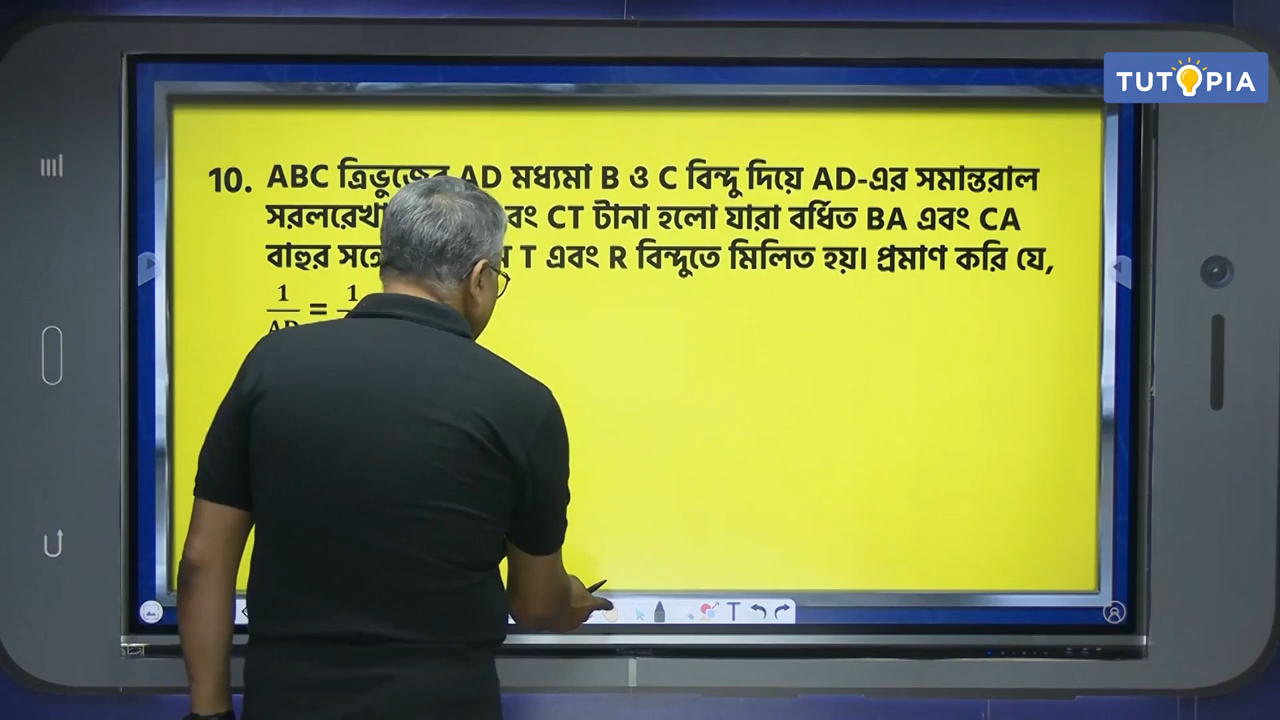 TUTOPIA
10. ABC ত্রিভুজের AD মধ্যমা B ও C বিন্দু দিয়ে AD-এর সমান্তরাল
সরলরেখা CT টানা হলো যারা বর্ধিত BA এবং CA
বাহুর T এবং R বিন্দুতে মিলিত হয়। প্রমাণ করি যে,
1 = 1
AD